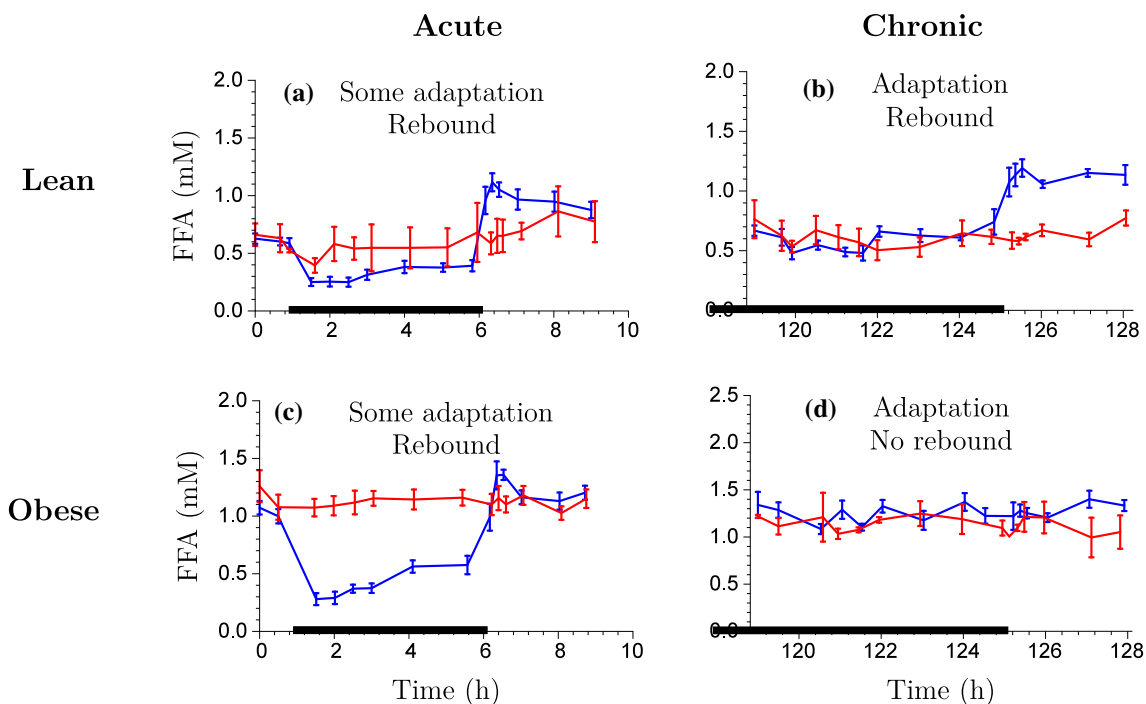 Acute
Chronic
Lean
Obese
FFA (mM)
2.0
1.5
1.0
0.5
0.0
(a)
Some adaptation
Rebound
0
2
4
6
8
10
2.0
1.5
1.0
0.5
0.0
(b)
Adaptation
Rebound
120
122
124
126
128
FFA (mM)
2.0
1.5
1.0
0.5
0.0
(c)
Some adaptation
Rebound
0
2
4
6
8
10
Time (h)
2.5
2.0
1.5
1.0
0.5
0.0
(d)
Adaptation
No rebound
120
122
124
126
128
Time (h)